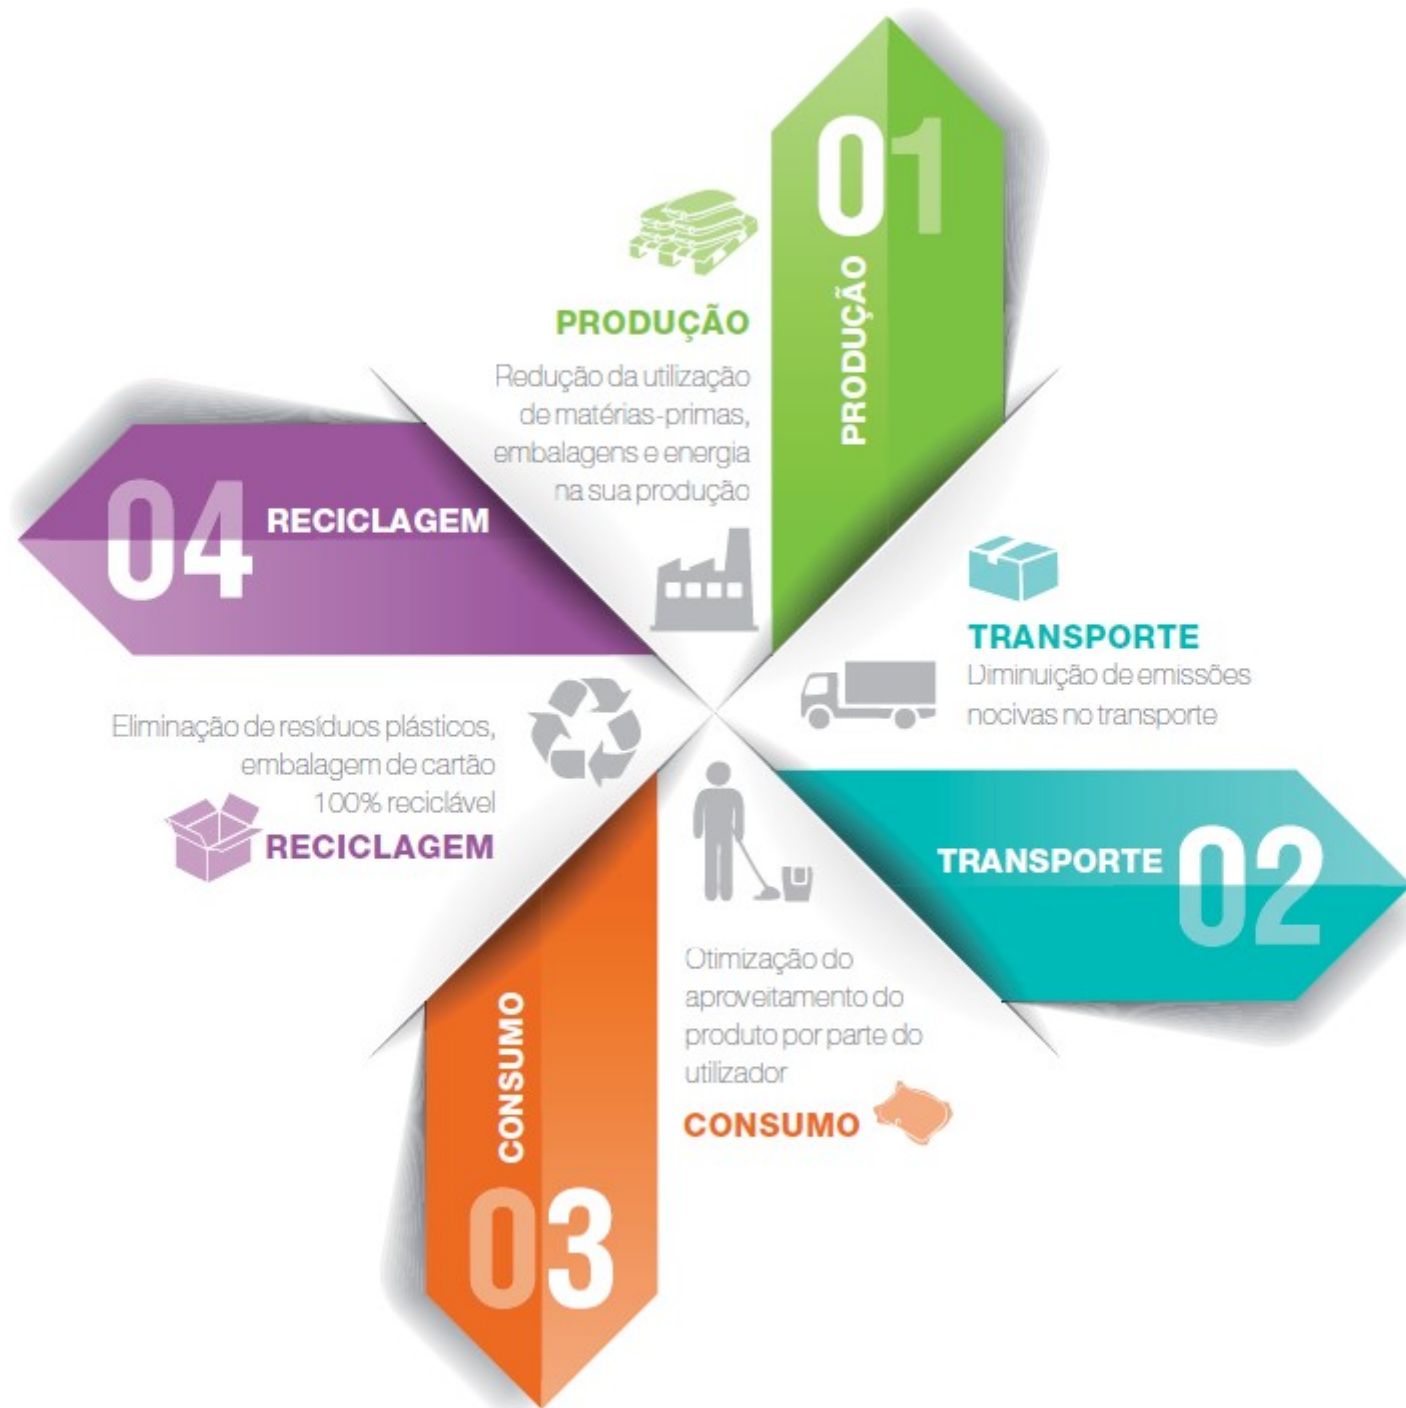 01
PRODUÇÃO
PRODUÇÃO
Redução da utilização
de matérias-primas,
embalagens e energia
na sua produção
TRANSPORTE
Diminuição de emissões
nocivas no transporte
TRANSPORTE 02
Otimização do
aproveitamento do
produto por parte do
utilizador
CONSUMO
CONSUMO
03
04 RECICLAGEM
Eliminação de resíduos plásticos,
embalagem de cartão
100% reciclável
RECICLAGEM